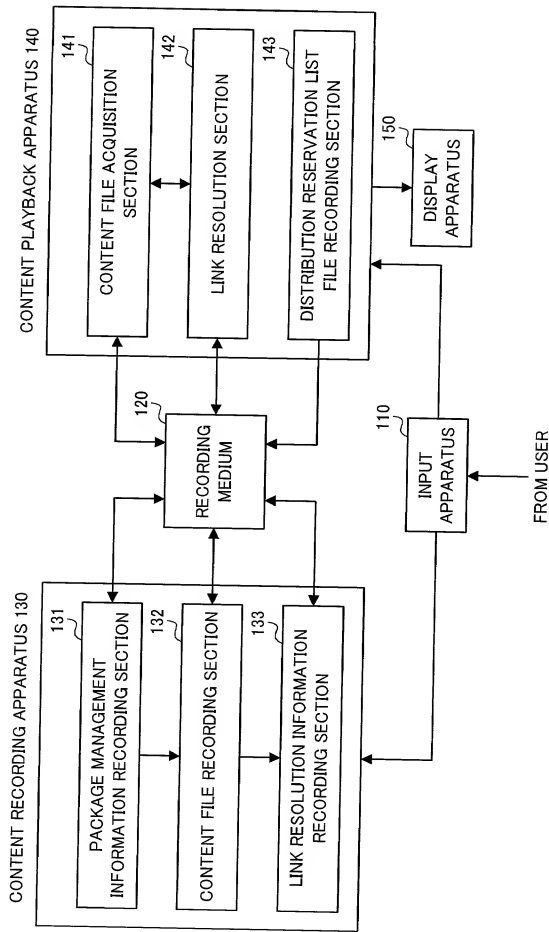 CONTENT RECORDING APPARATUS 130
131
PACKAGE MANAGEMENT
INFORMATION RECORDING SECTION
132
CONTENT FILE RECORDING SECTION
133
LINK RESOLUTION INFORMATION
RECORDING SECTION
120
RECORDING
MEDIUM
110
INPUT
APPARATUS
FROM USER
CONTENT PLAYBACK APPARATUS 140
141
CONTENT FILE ACQUISITION
SECTION
142
LINK RESOLUTION SECTION
143
DISTRIBUTION RESERVATION LIST
FILE RECORDING SECTION
150
DISPLAY
APPARATUS